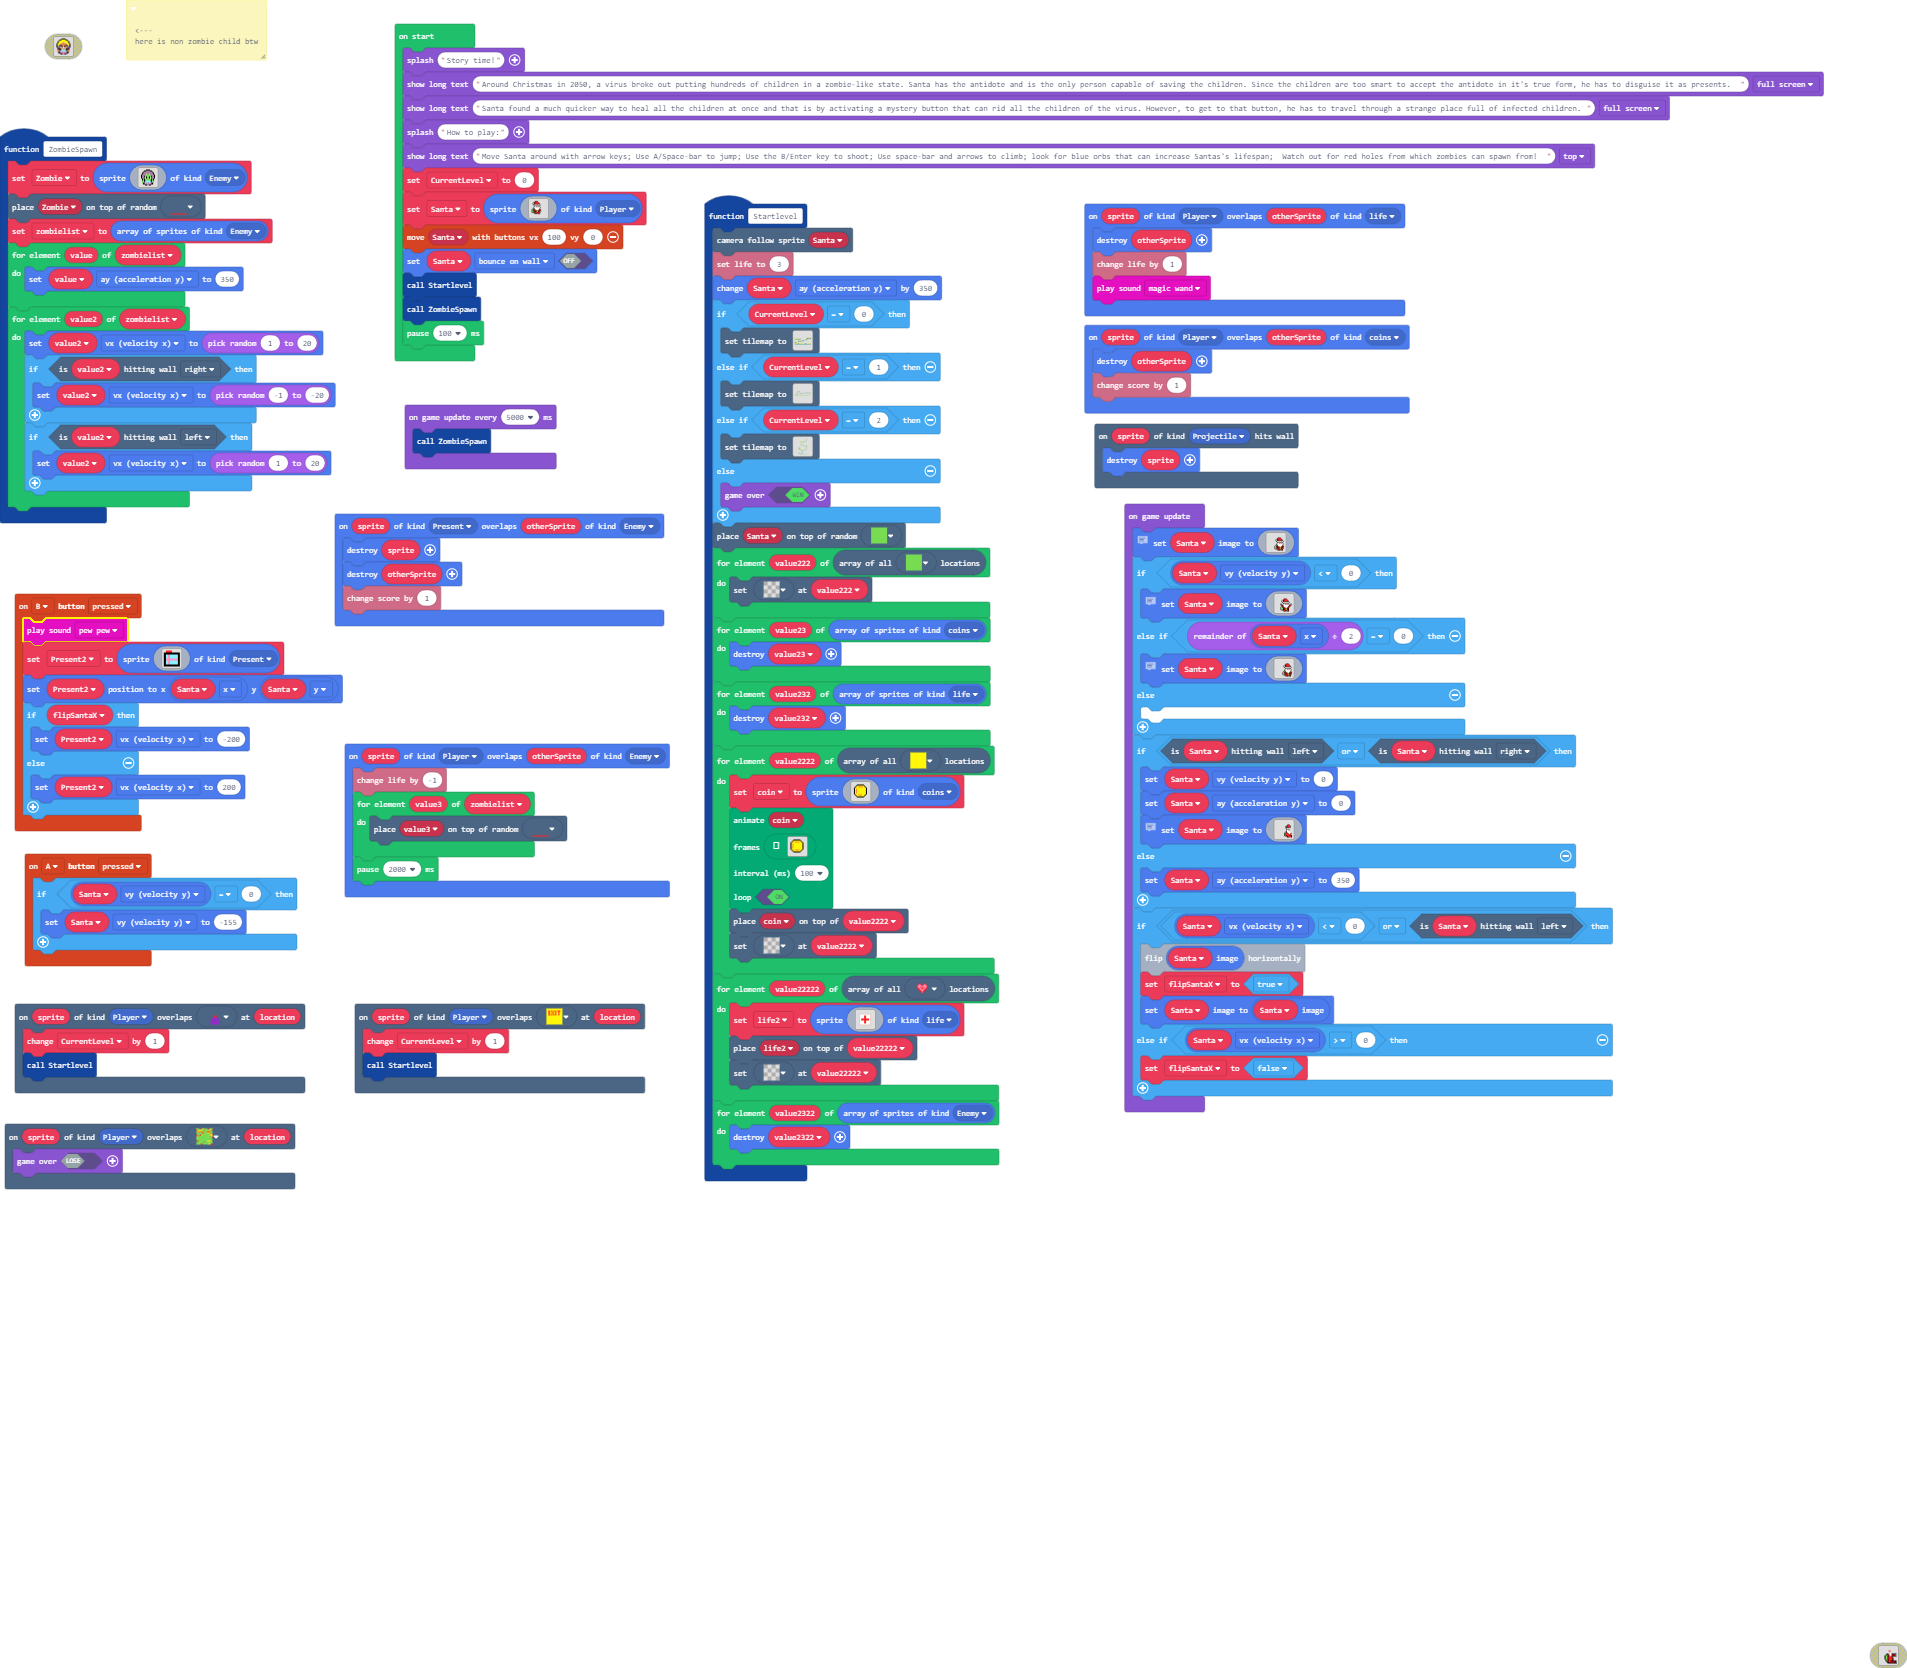 <---
here is non zombie child btw
function ZombieSpawn
set Zombie to sprite of kind Enemy
place Zombie on top of random
set zombielist to array of sprites of kind Enemy
for element value of zombielist
do set value ay (acceleration y) to 350
for element value2 of zombielist
do set value2 vx (velocity x) to pick random 1 to 20
if is value2 hitting wall right then
set value2 vx (velocity x) to pick random -1 to -20
if is value2 hitting wall left then
set value2 vx (velocity x) to pick random 1 to 20
on start
splash "Story time!"
show long text "Around Christmas in 2050, a virus broke out putting hundreds of children in a zombie-like state. Santa has the antidote and is the only person capable of saving the children. Since the children are too smart to accept the antidote in it's true form, he has to disguise it as presents. " full screen
show long text "Santa found a much quicker way to heal all the children at once and that is by activating a mystery button that can rid all the children of the virus. However, to get to that button, he has to travel through a strange place full of infected children. " full screen
splash "How to play:"
show long text "Move Santa around with arrow keys; Use A/Space-bar to jump; Use the B/Enter key to shoot; Use space-bar and arrows to climb; look for blue orbs that can increase Santas's lifespan;  Watch out for red holes from which zombies can spawn from!  " top
set CurrentLevel to 0
set Santa to sprite of kind Player
move Santa with buttons vx 100 vy 0
set Santa bounce on wall OFF
call Startlevel
call ZombieSpawn
pause 100 ms
on game update every 5000 ms
call ZombieSpawn
on sprite of kind Present overlaps otherSprite of kind Enemy
destroy sprite
destroy otherSprite
change score by 1
on B button pressed
play sound pew pew
set Present2 to sprite of kind Present
set Present2 position to x Santa x y Santa y
if flipSantaX then
set Present2 vx (velocity x) to -200
else
set Present2 vx (velocity x) to 200
on sprite of kind Player overlaps otherSprite of kind Enemy
change life by -1
for element value3 of zombielist
do place value3 on top of random
pause 2000 ms
on A button pressed
if Santa vy (velocity y) = 0 then
set Santa vy (velocity y) to -155
on sprite of kind Player overlaps at location
change CurrentLevel by 1
call Startlevel
on sprite of kind Player overlaps EXIT at location
change CurrentLevel by 1
call Startlevel
on sprite of kind Player overlaps at location
game over LOSE
function Startlevel
camera follow sprite Santa
set life to 3
change Santa ay (acceleration y) by 350
if CurrentLevel = 0 then
set tilemap to
else if CurrentLevel = 1 then
set tilemap to
else if CurrentLevel = 2 then
set tilemap to
else
game over WIN
place Santa on top of random
for element value222 of array of all locations
do set at value222
for element value23 of array of sprites of kind coins
do destroy value23
for element value232 of array of sprites of kind life
do destroy value232
for element value2222 of array of all locations
do set coin to sprite of kind coins
animate coin
frames
interval (ms) 100
loop ON
place coin on top of value2222
set at value2222
for element value22222 of array of all locations
do set life2 to sprite of kind life
place life2 on top of value22222
set at value22222
for element value2322 of array of sprites of kind Enemy
do destroy value2322
on sprite of kind Player overlaps otherSprite of kind life
destroy otherSprite
change life by 1
play sound magic wand
on sprite of kind Player overlaps otherSprite of kind coins
destroy otherSprite
change score by 1
on sprite of kind Projectile hits wall
destroy sprite
on game update
set Santa image to
if Santa vy (velocity y) < 0 then
set Santa image to
else if remainder of Santa x ÷ 2 = 0 then
set Santa image to
else
if is Santa hitting wall left or is Santa hitting wall right then
set Santa vy (velocity y) to 0
set Santa ay (acceleration y) to 0
set Santa image to
else
set Santa ay (acceleration y) to 350
if Santa vx (velocity x) < 0 or is Santa hitting wall left then
flip Santa image horizontally
set flipSantaX to true
set Santa image to Santa image
else if Santa vx (velocity x) > 0 then
set flipSantaX to false